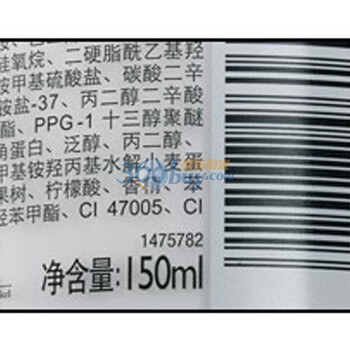 硅氧烷、二硬脂酰乙基羟
安甲基硫酸盐、碳酸二辛
铵盐-37、丙二醇二辛酸
酯、PPG-1 十三醇聚醚
角蛋白、泛醇、丙二醇、
甲基铵羟丙基水解小麦蛋
果树、柠檬酸、香 苯
羟苯甲酯、CI 47005、CI
1475782
净含量:150ml